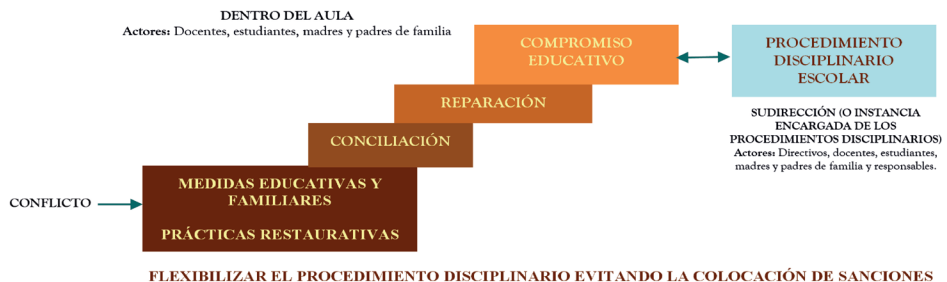 DENTRO DEL AULA
Actores: Docentes, estudiantes, madres y padres de familia
COMPROMISO
EDUCATIVO
PROCEDIMIENTO
DISCIPLINARIO
ESCOLAR
REPARACIÓN
CONCILIACIÓN
SUDIRECCIÓN (O INSTANCIA
ENCARGADA DE LOS
PROCEDIMIENTOS DISCIPLINARIOS)
Actores: Directivos, docentes, estudiantes,
madres y padres de familia y responsables.
CONFLICTO
MEDIDAS EDUCATIVAS Y
FAMILIARES
PRÁCTICAS RESTAURATIVAS
FLEXIBILIZAR EL PROCEDIMIENTO DISCIPLINARIO EVITANDO LA COLOCACIÓN DE SANCIONES